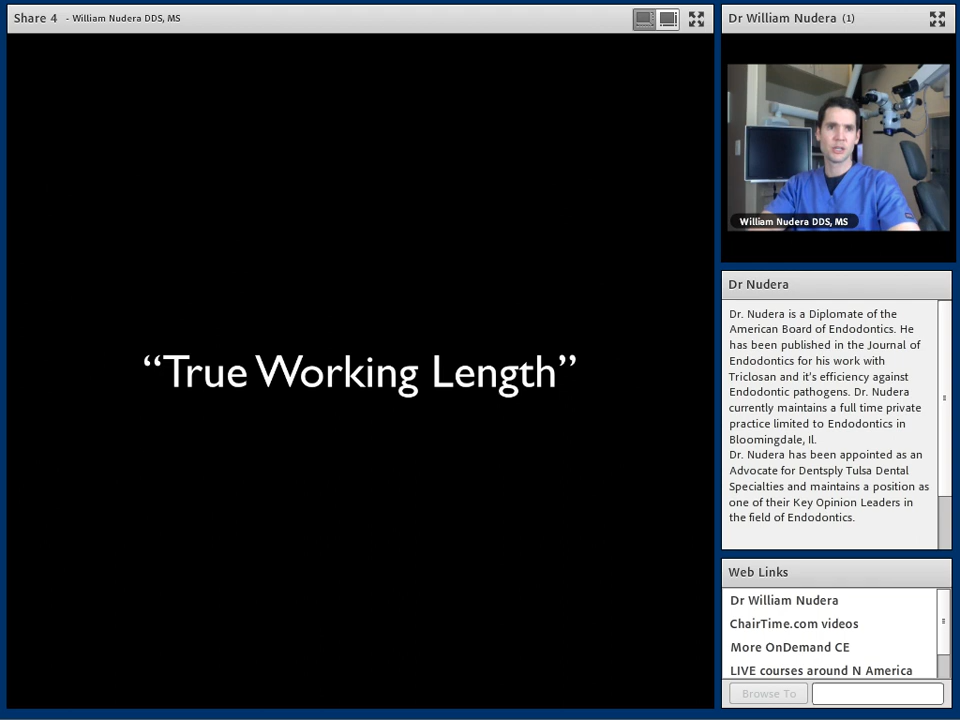 Share 4 - William Nudera DDS, MS
“True Working Length”
Dr William Nudera (1)
William Nudera DDS, MS
Dr Nudera
Dr. Nudera is a Diplomate of the
American Board of Endodontics. He
has been published in the Journal of
Endodontics for his work with
Triclosan and it's efficiency against
Endodontic pathogens. Dr. Nudera
currently maintains a full time private
practice limited to Endodontics in
Bloomingdale, Il.
Dr. Nudera has been appointed as an
Advocate for Dentsply Tulsa Dental
Specialties and maintains a position as
one of their Key Opinion Leaders in
the field of Endodontics.
Web Links
Dr William Nudera
ChairTime.com videos
More OnDemand CE
LIVE courses around N America
Browse To